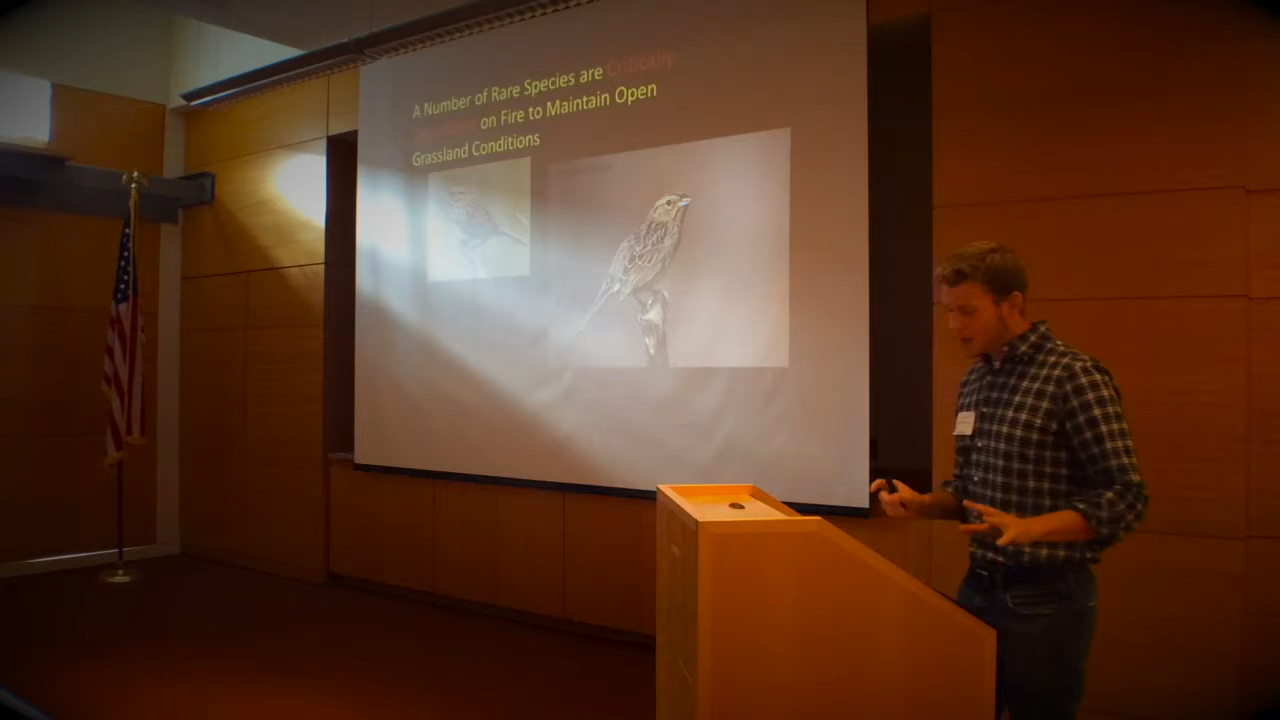 A Number of Rare Species are Critically
on Fire to Maintain Open
Grassland Conditions